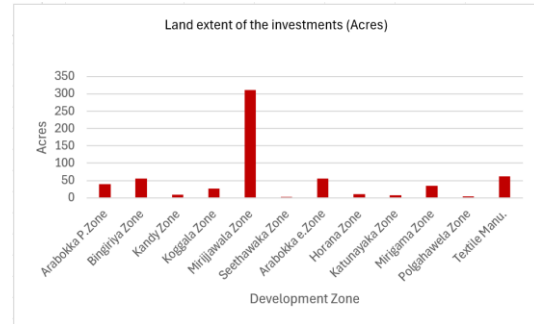 Land extent of the investments (Acres)
350
300
250
200
150
100
50
0
Acres
Arabokka P.Zone
Bingiriya Zone
Kandy Zone
Koggala Zone
Mirijjawala Zone
Seethawaka Zone
Arabokka e.Zone
Horana Zone
Katunayaka Zone
Mirigama Zone
Polgahawela Zone
Textile Manu.
Development Zone